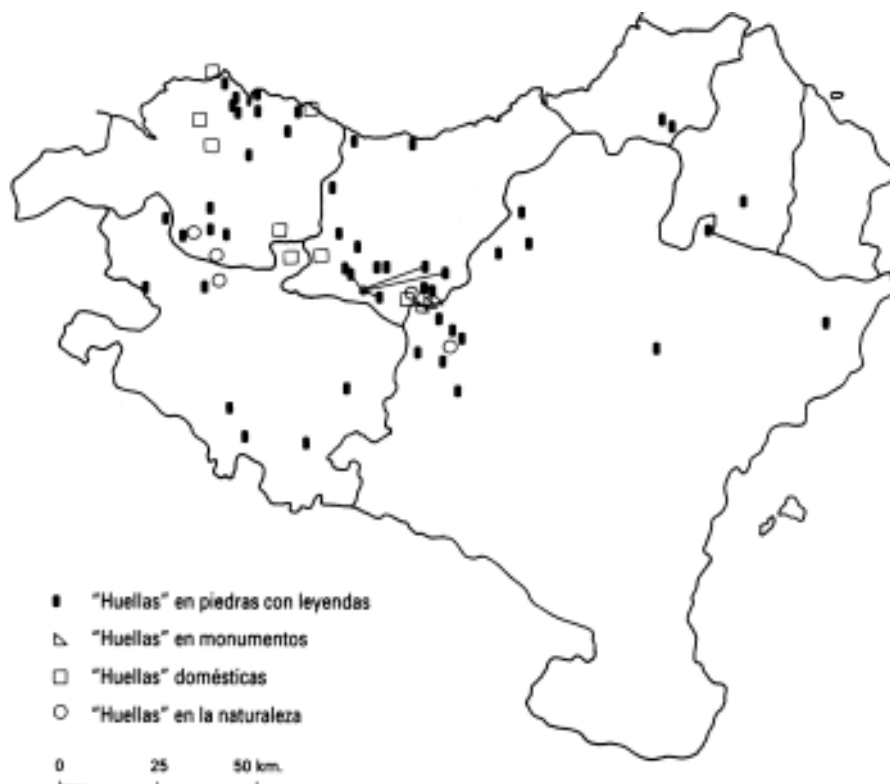 "Huellas" en piedras con leyendas
"Huellas" en monumentos
"Huellas" domésticas
"Huellas" en la naturaleza
0 25 50 km.